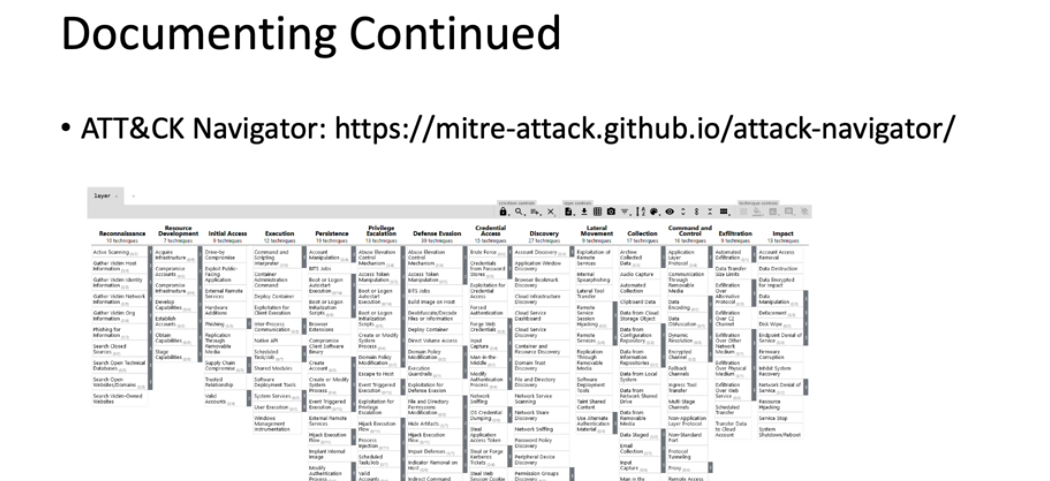 Documenting Continued
• ATT&CK Navigator: https://mitre-attack.github.io/attack-navigator/
layer
selection controls
layer controls
technique controls
Reconnaissance
10 techniques
Active Scanning
Gather Victim Host
Information
Gather Victim Identity
Information
Gather Victim Network
Information
Gather Victim Org
Information
Phishing for
Information
Search Closed
Sources
Search Open Technical
Databases
Search Open
Websites/Domains
Search Victim-Owned
Websites
Resource
Development
7 techniques
Acquire
Infrastructure
Compromise
Accounts
Compromise
Infrastructure
Develop
Capabilities
Establish
Accounts
Obtain
Capabilities
Stage
Capabilities
Initial Access
9 techniques
Drive-by
Compromise
Exploit Public-
Facing
Application
External Remote
Services
Hardware
Additions
Phishing
Replication
Through
Removable
Media
Supply Chain
Compromise
Trusted
Relationship
Valid
Accounts
Execution
12 techniques
Command and
Scripting
Interpreter
Container
Administration
Command
Deploy Container
Exploitation for
Client Execution
Inter-Process
Communication
Native API
Scheduled
Task/Job
Shared Modules
Software
Deployment Tools
System Services
User Execution
Windows
Management
Instrumentation
Persistence
19 techniques
Account
Manipulation
BITS Jobs
Boot or Logon
Autostart
Execution
Boot or Logon
Initialization
Scripts
Browser
Extensions
Compromise
Client Software
Binary
Create
Account
Create or Modify
System
Process
Event Triggered
Execution
External Remote
Services
Hijack Execution
Flow
Implant Internal
Image
Modify
Authentication
Process
Privilege
Escalation
13 techniques
Abuse Elevation
Control
Mechanism
Access Token
Manipulation
Boot or Logon
Autostart
Execution
Boot or Logon
Initialization
Scripts
Create or Modify
System
Process
Domain Policy
Modification
Escape to Host
Event Triggered
Execution
Exploitation for
Privilege
Escalation
Hijack Execution
Flow
Process
Injection
Scheduled
Task/Job
Valid
Accounts
Defense Evasion
39 techniques
Abuse Elevation
Control
Mechanism
Access Token
Manipulation
BITS Jobs
Build Image on Host
Deobfuscate/Decode
Files or Information
Deploy Container
Direct Volume Access
Domain Policy
Modification
Execution
Guardrails
Exploitation for
Defense Evasion
File and Directory
Permissions
Modification
Hide Artifacts
Hijack Execution
Flow
Impair Defenses
Indicator Removal on
Host
Indirect Command
Credential
Access
15 techniques
Brute Force
Credentials
from Password
Stores
Exploitation for
Credential
Access
Forced
Authentication
Forge Web
Credentials
Input
Capture
Man-in-the-
Middle
Modify
Authentication
Process
Network
Sniffing
OS Credential
Dumping
Steal
Application
Access Token
Steal or Forge
Kerberos
Tickets
Steal Web
Session Cookie
Discovery
27 techniques
Account Discovery
Application Window
Discovery
Browser Bookmark
Discovery
Cloud Infrastructure
Discovery
Cloud Service
Dashboard
Cloud Service
Discovery
Container and
Resource Discovery
Domain Trust
Discovery
File and Directory
Discovery
Network Service
Scanning
Network Share
Discovery
Network Sniffing
Password Policy
Discovery
Peripheral Device
Discovery
Permission Groups
Discovery
Lateral
Movement
9 techniques
Exploitation of
Remote
Services
Internal
Spearphishing
Lateral Tool
Transfer
Remote
Service
Session
Hijacking
Remote
Services
Replication
Through
Removable
Media
Software
Deployment
Tools
Taint Shared
Content
Use Alternate
Authentication
Material
Collection
17 techniques
Archive
Collected
Data
Audio Capture
Automated
Collection
Clipboard Data
Data from Cloud
Storage Object
Data from
Configuration
Repository
Data from
Information
Repositories
Data from Local
System
Data from
Network Shared
Drive
Data from
Removable
Media
Data Staged
Email
Collection
Input
Capture
Man in the
Command and
Control
16 techniques
Application
Layer
Protocol
Communication
Through
Removable
Media
Data
Encoding
Data
Obfuscation
Dynamic
Resolution
Encrypted
Channel
Fallback
Channels
Ingress Tool
Transfer
Multi-Stage
Channels
Non-Application
Layer Protocol
Non-Standard
Port
Protocol
Tunneling
Proxy
Remote Access
Exfiltration
9 techniques
Automated
Exfiltration
Data Transfer
Size Limits
Exfiltration
Over
Alternative
Protocol
Exfiltration
Over C2
Channel
Exfiltration
Over Other
Network
Medium
Exfiltration
Over Physical
Medium
Exfiltration
Over Web
Service
Scheduled
Transfer
Transfer Data
to Cloud
Account
Impact
13 techniques
Account Access
Removal
Data Destruction
Data Encrypted
for Impact
Data
Manipulation
Defacement
Disk Wipe
Endpoint Denial of
Service
Firmware
Corruption
Inhibit System
Recovery
Network Denial of
Service
Resource
Hijacking
Service Stop
System
Shutdown/Reboot